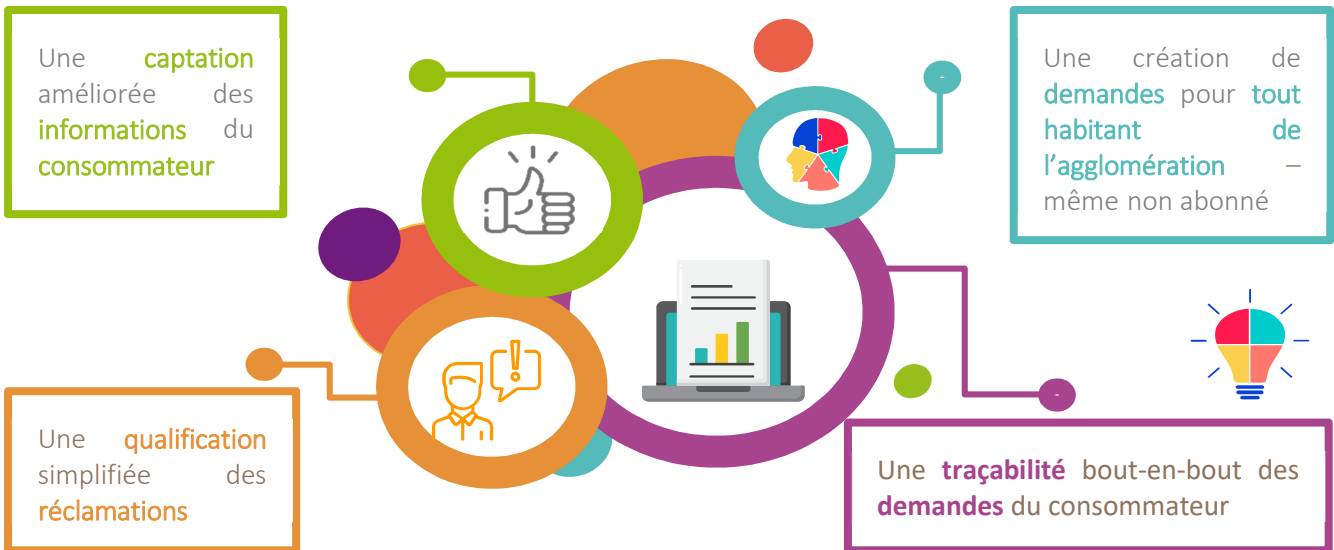 Une captation
améliorée des
informations du
consommateur
Une création de
demandes pour tout
habitant de
l’agglomération –
même non abonné
Une qualification
simplifiée des
réclamations
Une traçabilité bout-en-bout des
demandes du consommateur